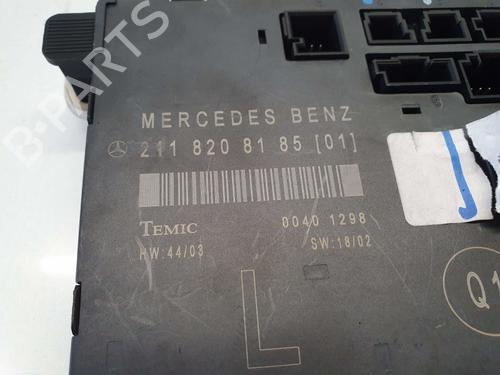 MERCEDES BENZ
211 820 81 85 [01]
TEMIC 0040 1298
HW:44/03 SW:18/02
L
Q1
B-PARTS